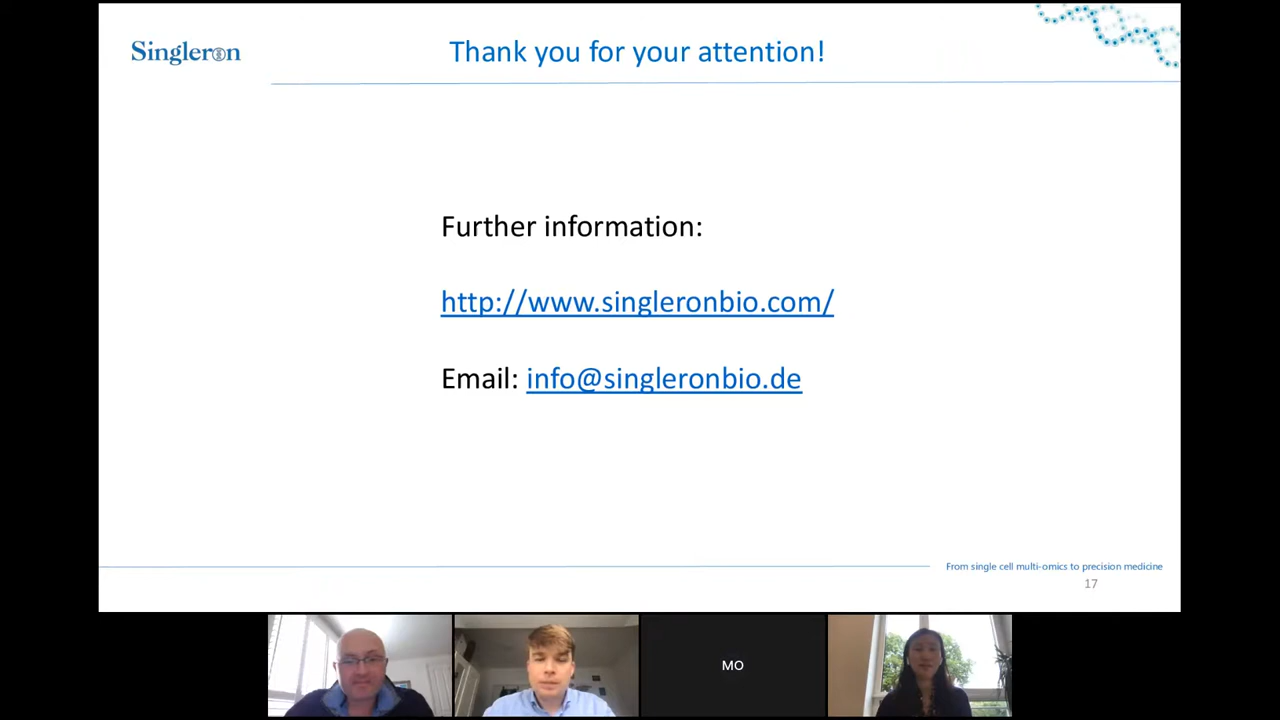 Singleron
Thank you for your attention!
Further information:
http://www.singleronbio.com/
Email: info@singleronbio.de
From single cell multi-omics to precision medicine
17
MO